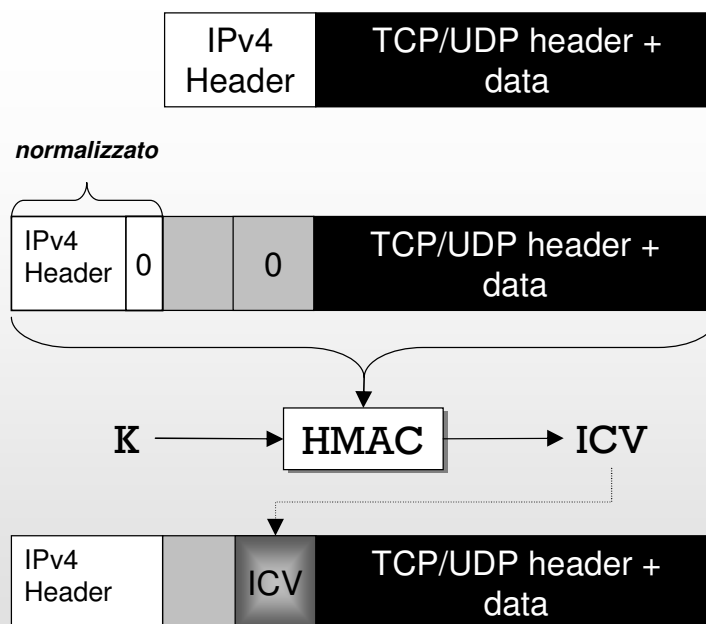 IPv4
Header
TCP/UDP header +
data
normalizzato
IPv4
Header
0
0
TCP/UDP header +
data
K
HMAC
ICV
IPv4
Header
ICV
TCP/UDP header +
data